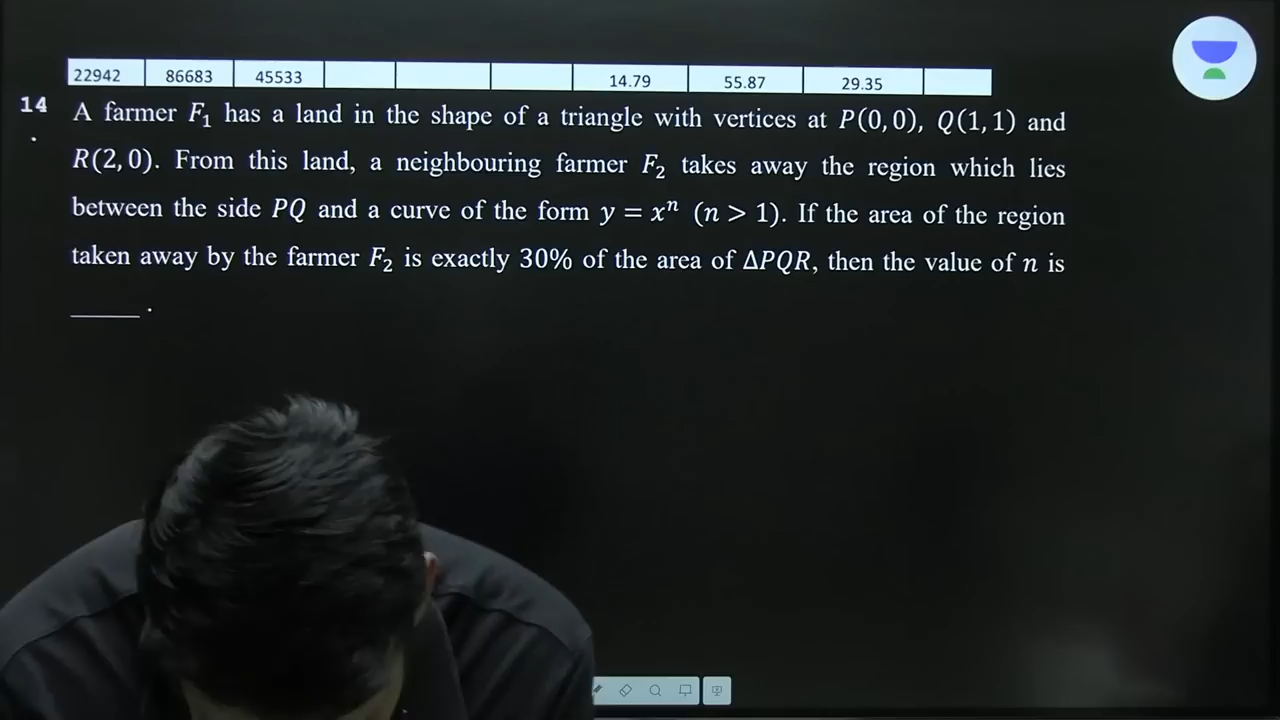 22942 86683 45533 14.79 55.87 29.35
14 A farmer F₁ has a land in the shape of a triangle with vertices at P(0, 0), Q(1, 1) and
. R(2, 0). From this land, a neighbouring farmer F₂ takes away the region which lies
between the side PQ and a curve of the form y = xⁿ (n > 1). If the area of the region
taken away by the farmer F₂ is exactly 30% of the area of ΔPQR, then the value of n is
_____ .